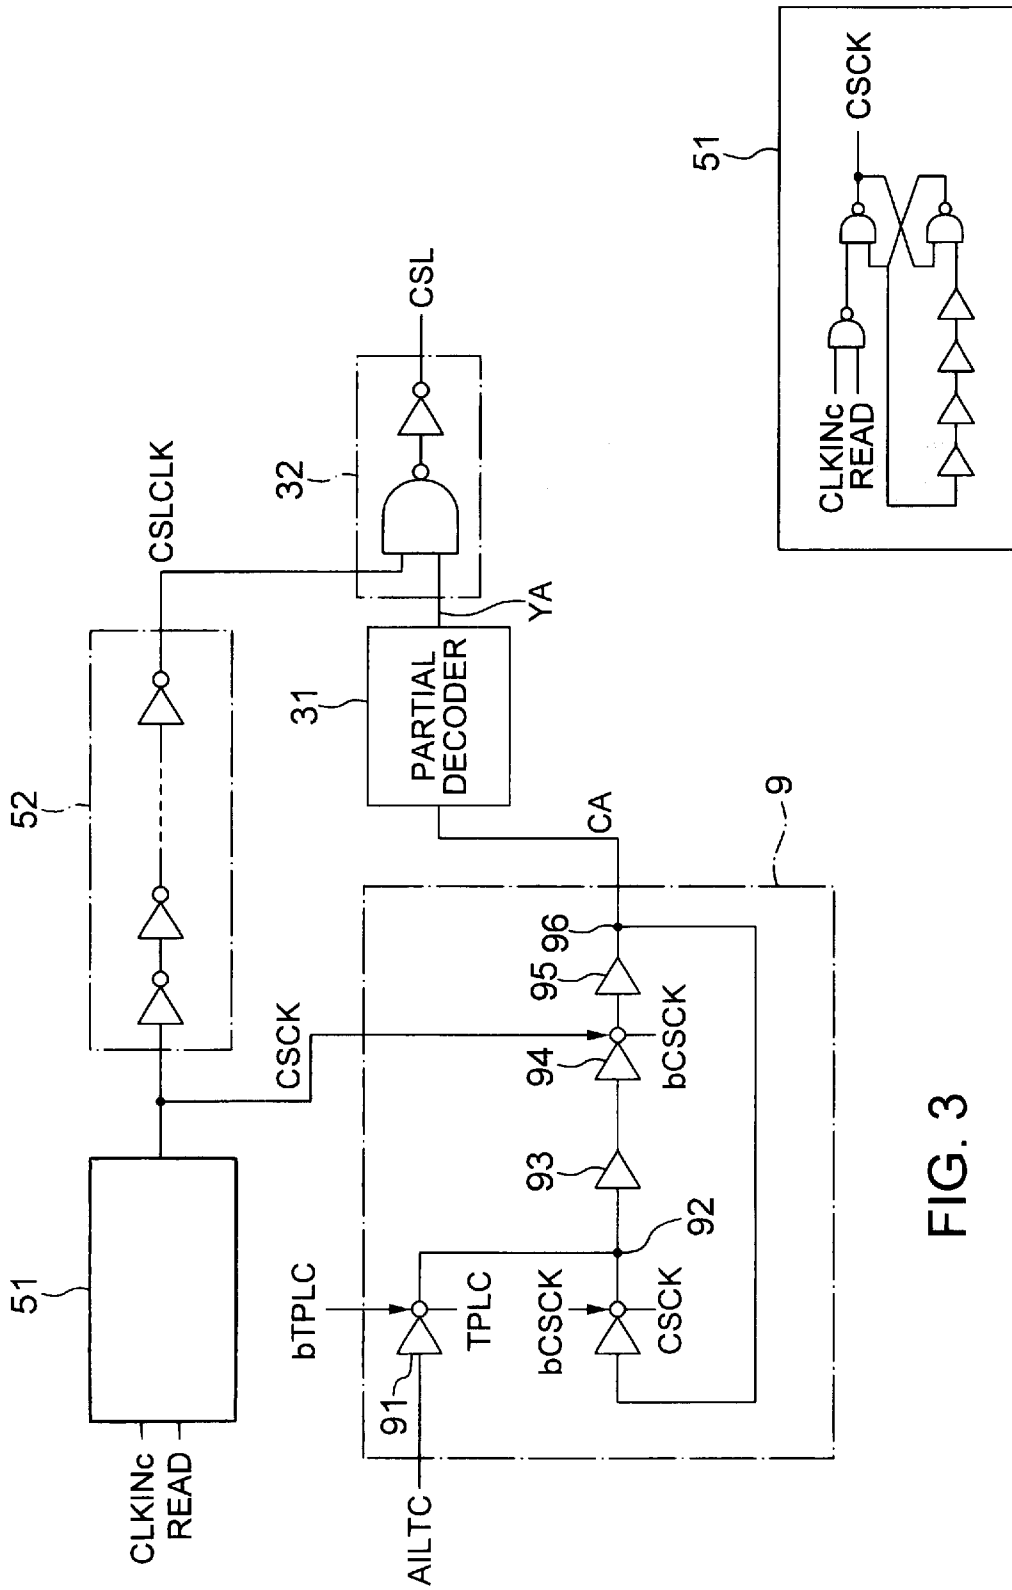 CLKINc
READ
51
CSCK
52
CSLCLK
bTPLC
AILTC
91
TPLC
bCSCK
CSCK
92
93
94
bCSCK
95
96
CA
9
31
PARTIAL
DECODER
YA
32
CSL
51
CLKINc
READ
CSCK
FIG. 3